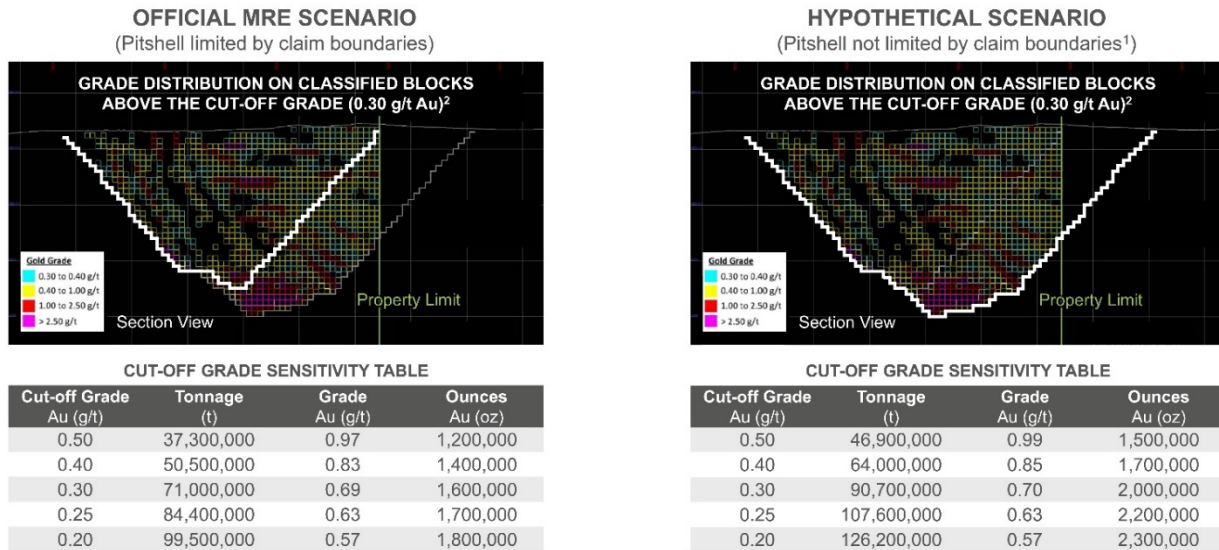 OFFICIAL MRE SCENARIO
(Pitshell limited by claim boundaries)
GRADE DISTRIBUTION ON CLASSIFIED BLOCKS
ABOVE THE CUT-OFF GRADE (0.30 g/t Au)²
Gold Grade
0.30 to 0.40 g/t
0.40 to 1.00 g/t
1.00 to 2.50 g/t
> 2.50 g/t
Section View
Property Limit
CUT-OFF GRADE SENSITIVITY TABLE
Cut-off Grade Tonnage Grade Ounces
Au (g/t) (t) Au (g/t) Au (oz)
0.50 37,300,000 0.97 1,200,000
0.40 50,500,000 0.83 1,400,000
0.30 71,000,000 0.69 1,600,000
0.25 84,400,000 0.63 1,700,000
0.20 99,500,000 0.57 1,800,000
HYPOTHETICAL SCENARIO
(Pitshell not limited by claim boundaries¹)
GRADE DISTRIBUTION ON CLASSIFIED BLOCKS
ABOVE THE CUT-OFF GRADE (0.30 g/t Au)²
Gold Grade
0.30 to 0.40 g/t
0.40 to 1.00 g/t
1.00 to 2.50 g/t
> 2.50 g/t
Section View
Property Limit
CUT-OFF GRADE SENSITIVITY TABLE
Cut-off Grade Tonnage Grade Ounces
Au (g/t) (t) Au (g/t) Au (oz)
0.50 46,900,000 0.99 1,500,000
0.40 64,000,000 0.85 1,700,000
0.30 90,700,000 0.70 2,000,000
0.25 107,600,000 0.63 2,200,000
0.20 126,200,000 0.57 2,300,000